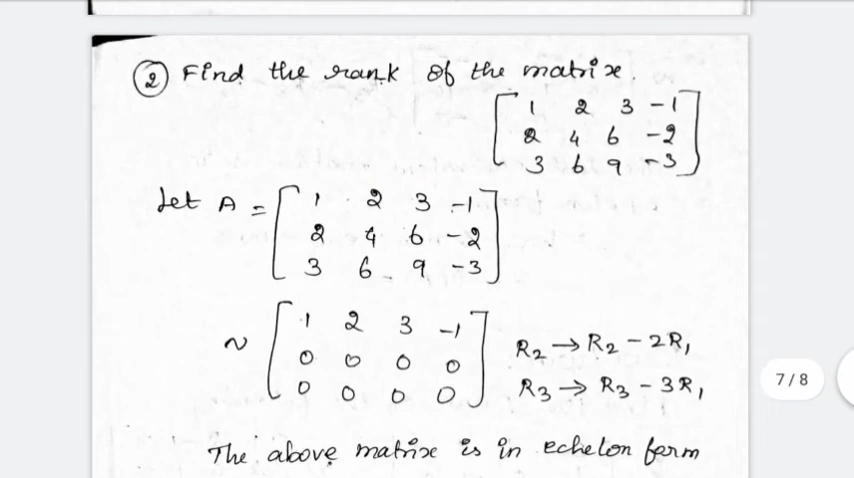 ② Find the rank of the matrix.
[ 1 2 3 -1
2 4 6 -2
3 6 9 -3 ]
Let A = [ 1 2 3 -1
2 4 6 -2
3 6 9 -3 ]
~ [ 1 2 3 -1
0 0 0 0
0 0 0 0 ]
R₂ → R₂ - 2R₁
R₃ → R₃ - 3R₁
7/8
The above matrix is in echelon form